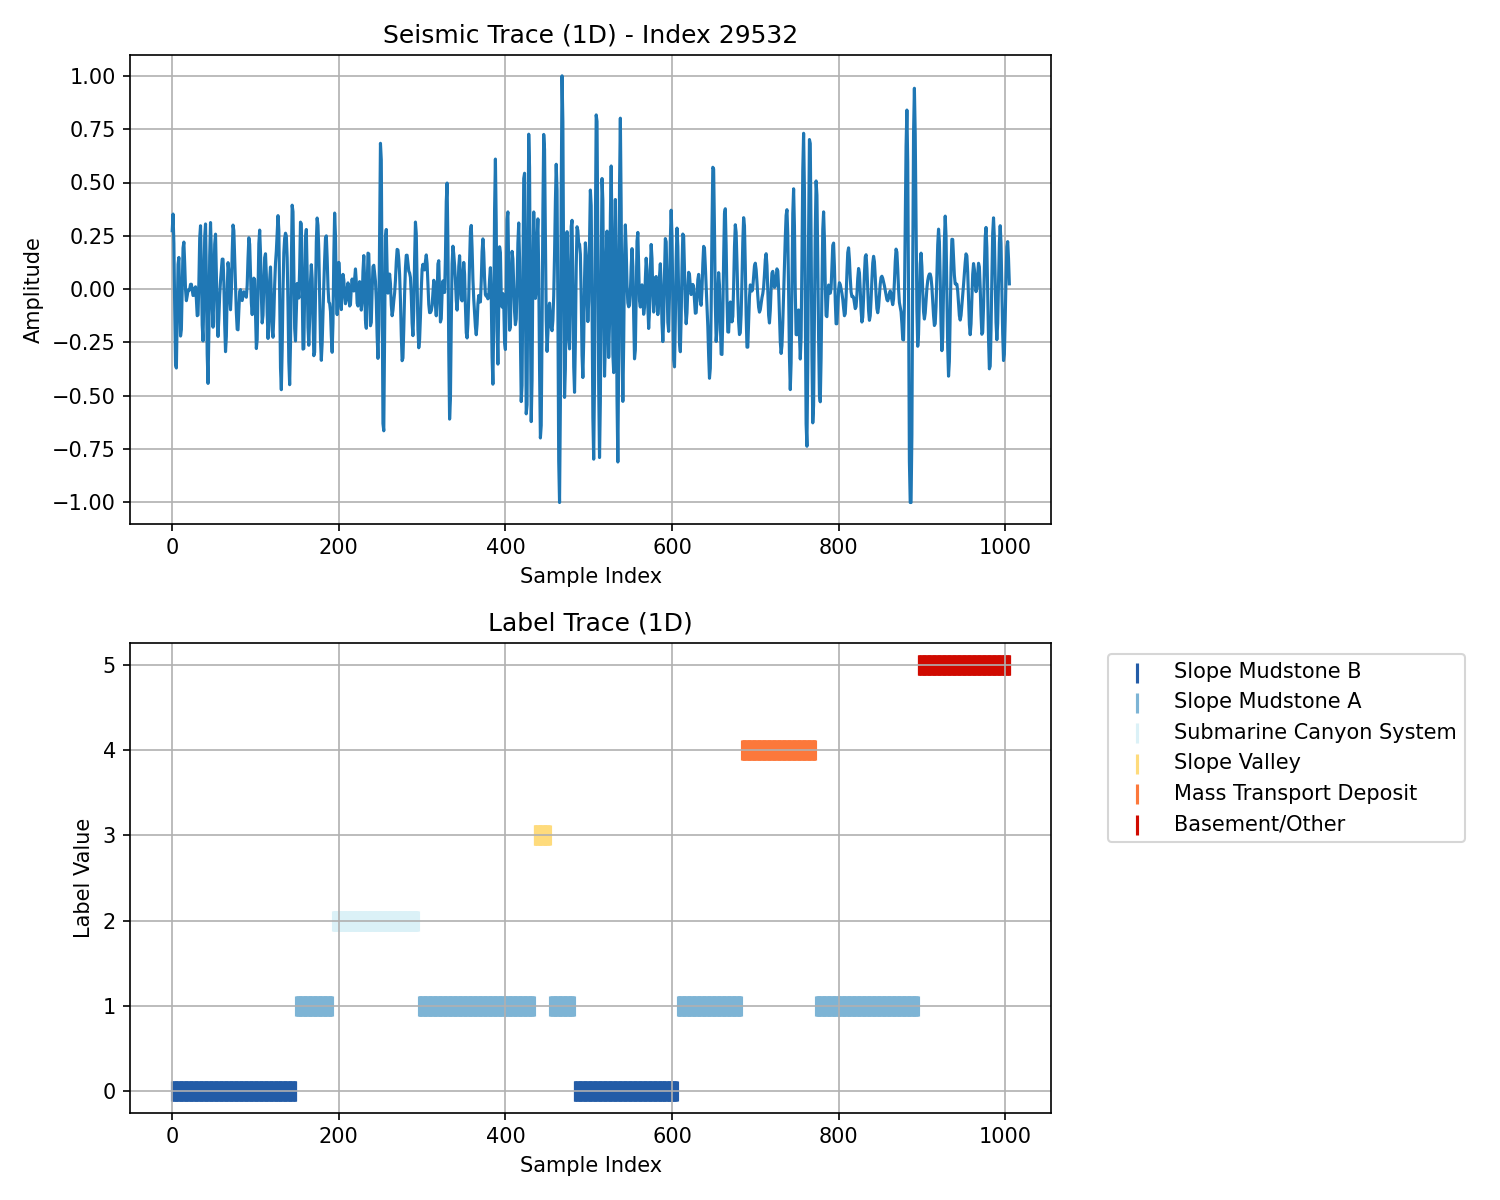 Seismic Trace (1D) - Index 29532
1.00
0.75
0.50
0.25
0.00
−0.25
−0.50
−0.75
−1.00
Amplitude
0 200 400 600 800 1000
Sample Index
Label Trace (1D)
5
4
3
2
1
0
Label Value
0 200 400 600 800 1000
Sample Index
Slope Mudstone B
Slope Mudstone A
Submarine Canyon System
Slope Valley
Mass Transport Deposit
Basement/Other